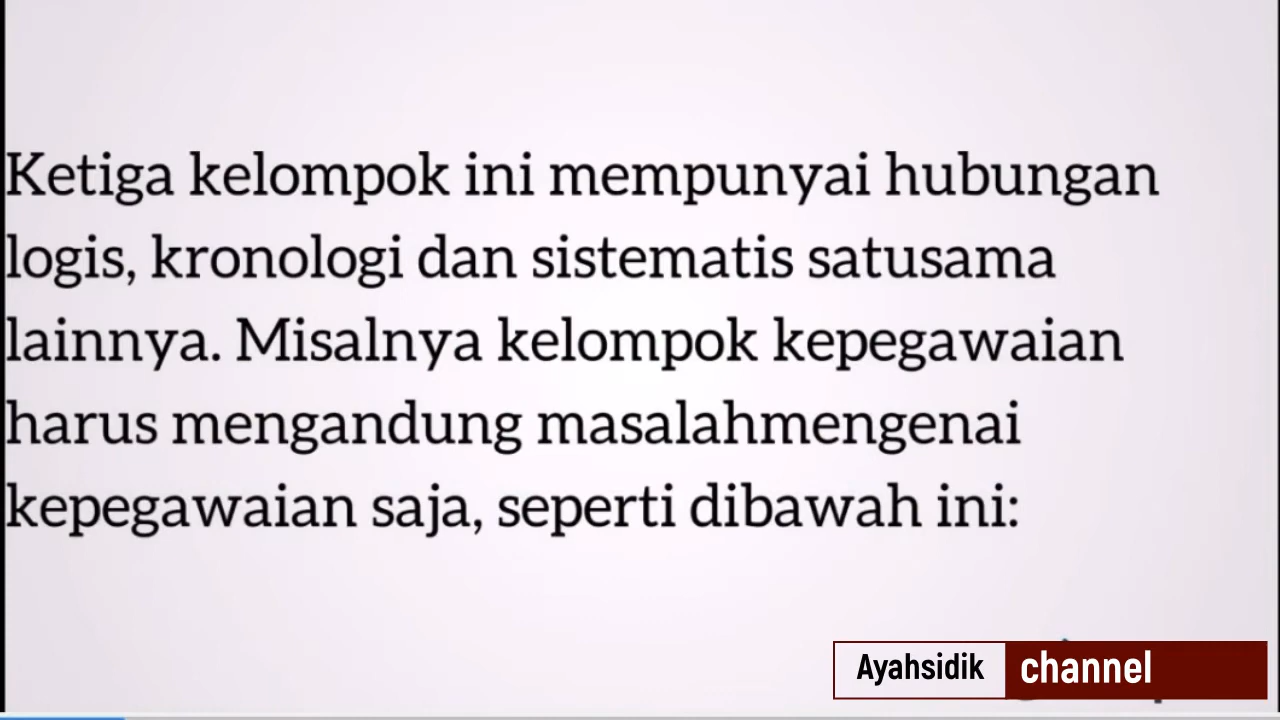 Ketiga kelompok ini mempunyai hubungan
logis, kronologi dan sistematis satusama
lainnya. Misalnya kelompok kepegawaian
harus mengandung masalahmengenai
kepegawaian saja, seperti dibawah ini:
Ayahsidik channel